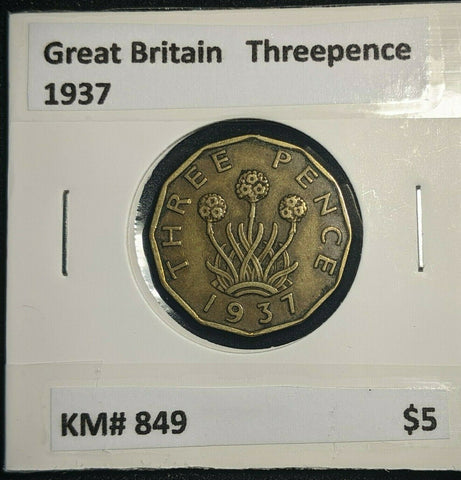 Great Britain Threepence
1937
THREE PENCE
1937
KM# 849 $5